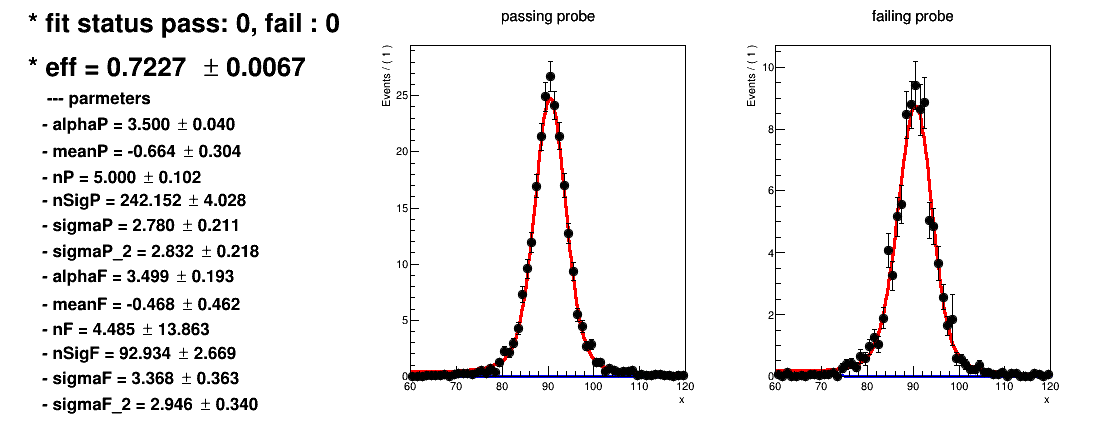 * fit status pass: 0, fail : 0
* eff = 0.7227 ± 0.0067
--- parmeters
- alphaP = 3.500 ± 0.040
- meanP = -0.664 ± 0.304
- nP = 5.000 ± 0.102
- nSigP = 242.152 ± 4.028
- sigmaP = 2.780 ± 0.211
- sigmaP_2 = 2.832 ± 0.218
- alphaF = 3.499 ± 0.193
- meanF = -0.468 ± 0.462
- nF = 4.485 ± 13.863
- nSigF = 92.934 ± 2.669
- sigmaF = 3.368 ± 0.363
- sigmaF_2 = 2.946 ± 0.340
passing probe
Events / ( 1 )
25
20
15
10
5
0
60 70 80 90 100 110 120
x
failing probe
Events / ( 1 )
10
8
6
4
2
0
60 70 80 90 100 110 120
x